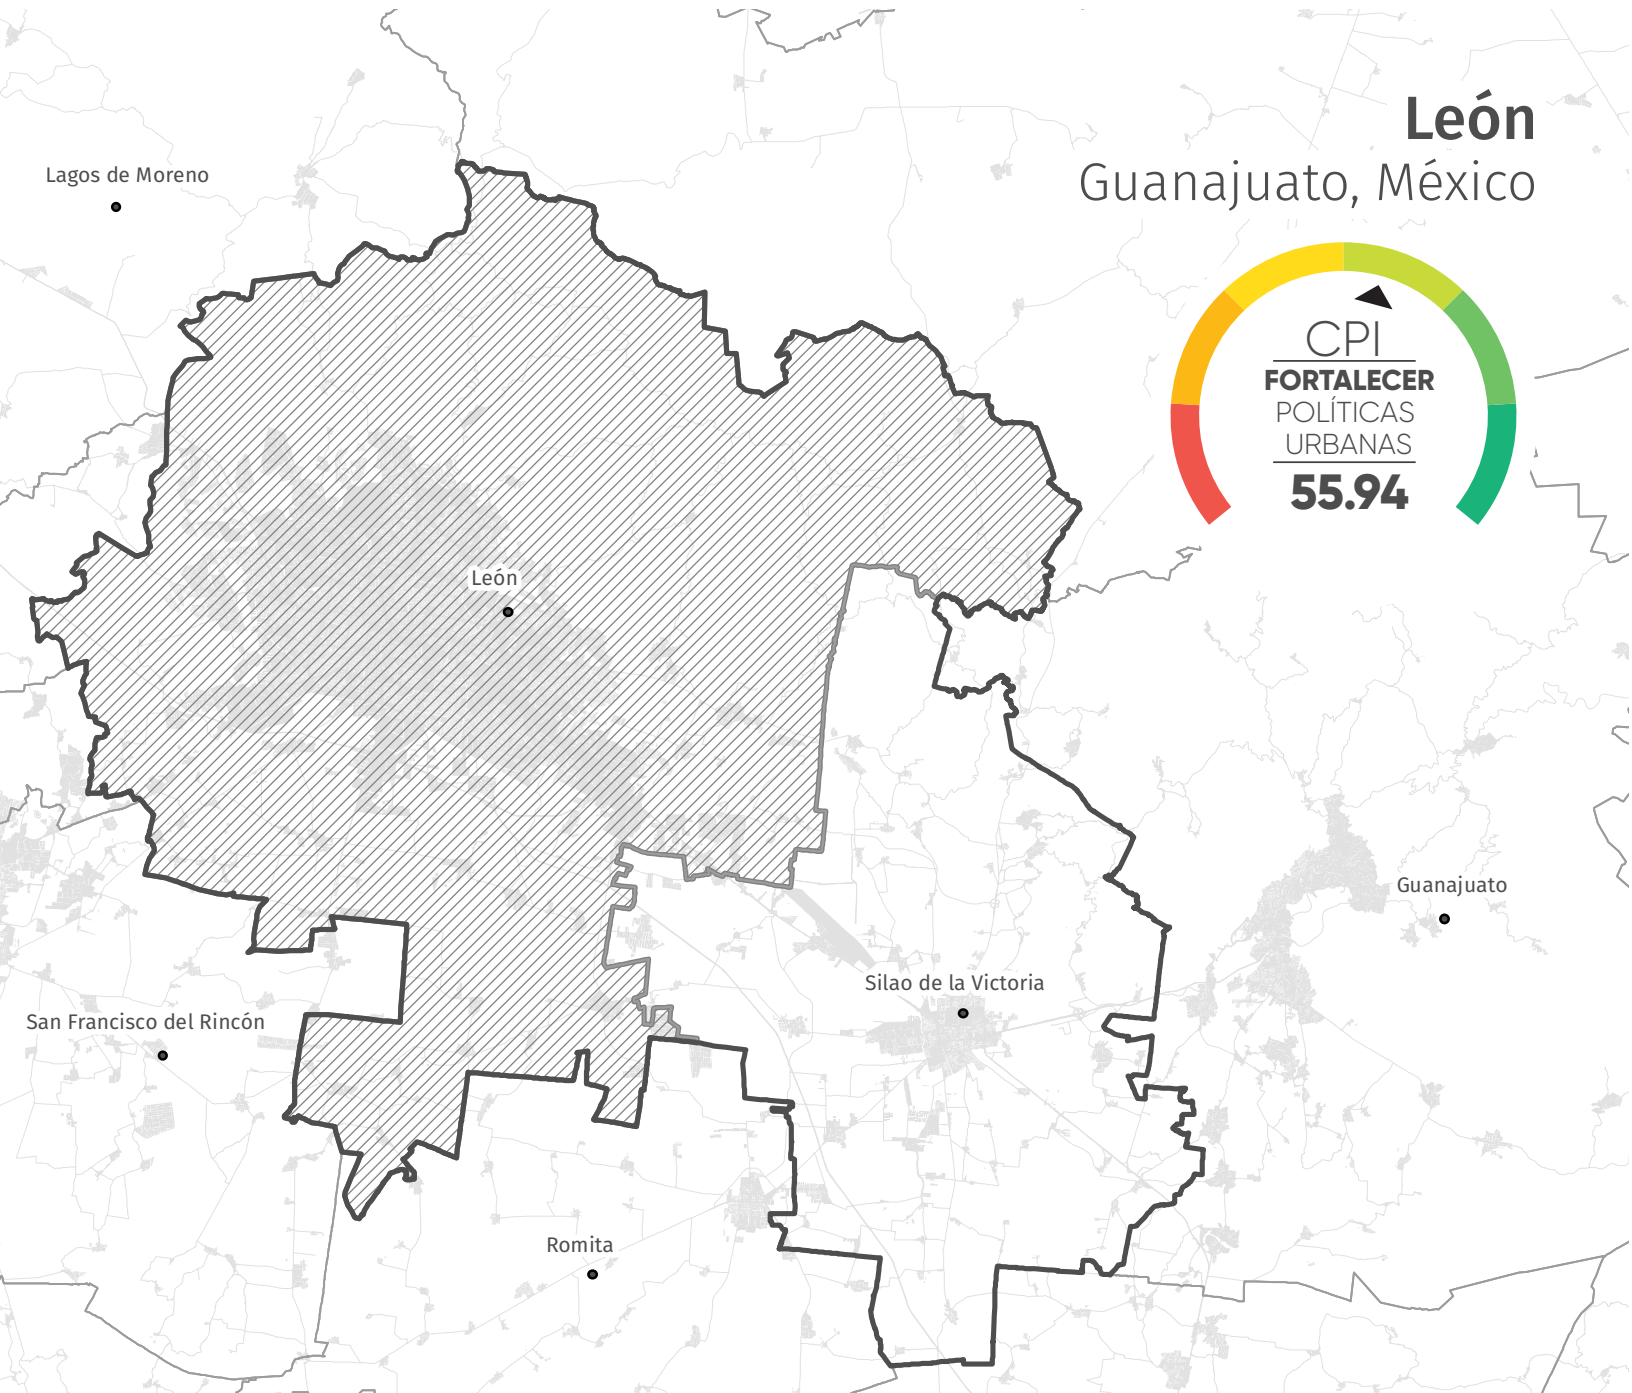 León
Guanajuato, México
Lagos de Moreno
CPI
FORTALECER
POLÍTICAS
URBANAS
55.94
León
Guanajuato
Silao de la Victoria
San Francisco del Rincón
Romita